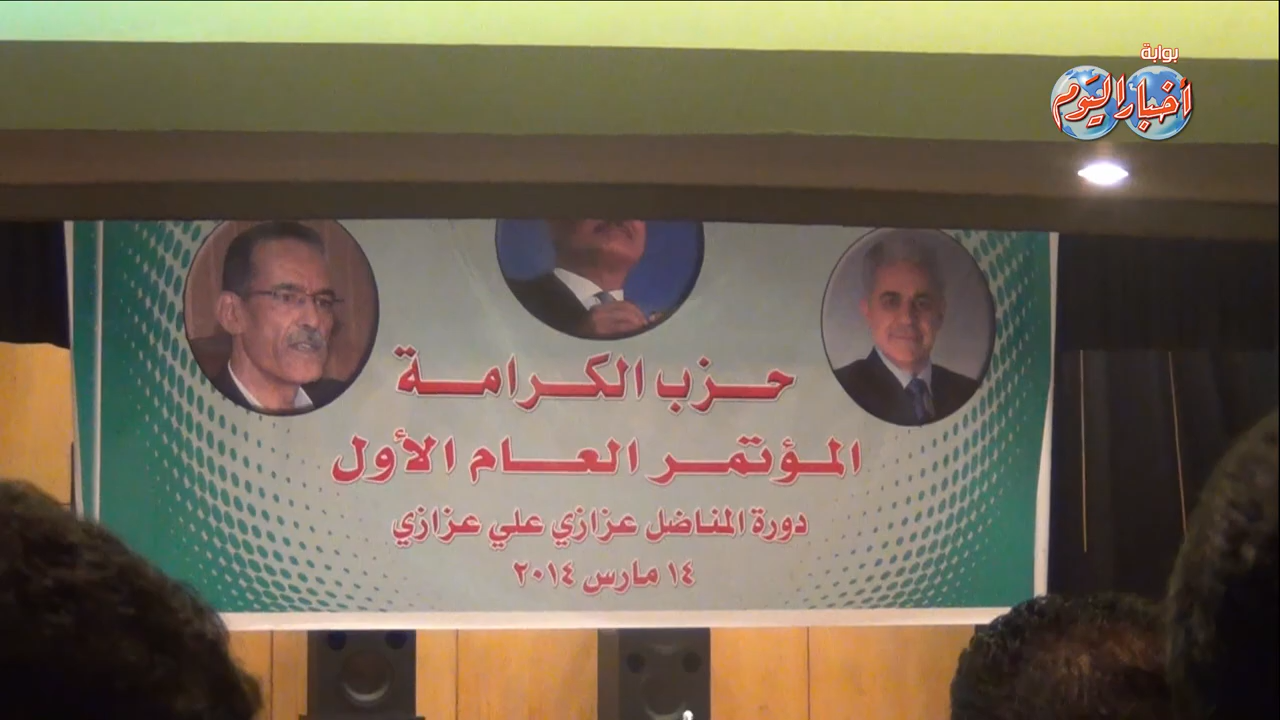 بوابة
أخبار اليوم
حزب الكرامة
المؤتمر العام الأول
دورة المناضل عزازي علي عزازي
١٤ مارس ٢٠١٤